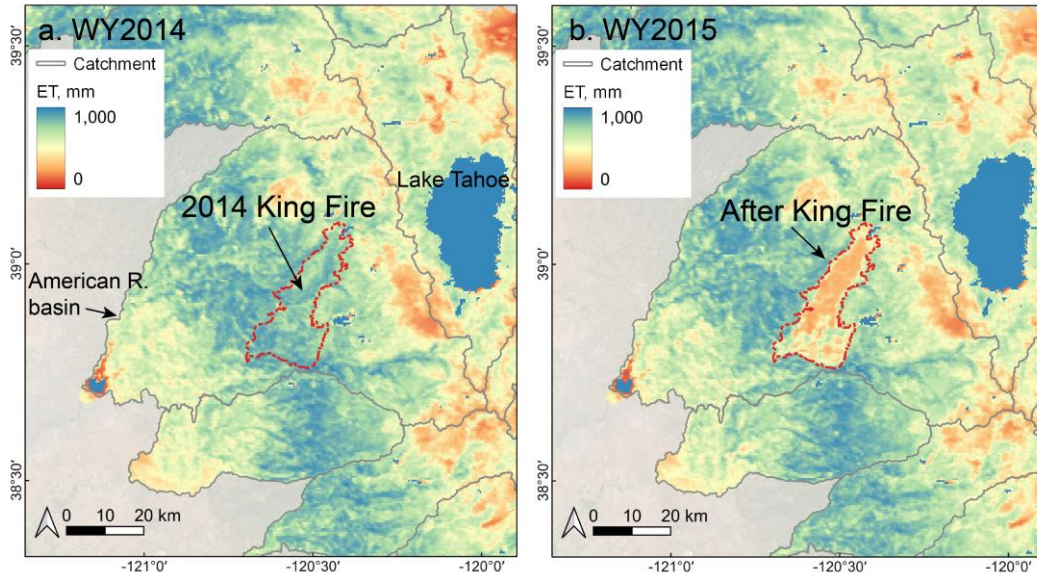 a. WY2014
Catchment
ET, mm
1,000
0
Lake Tahoe
2014 King Fire
American R.
basin
0 10 20 km
39°30'
39°0'
38°30'
-121°0'
-120°30'
-120°0'
b. WY2015
Catchment
ET, mm
1,000
0
After King Fire
0 10 20 km
39°30'
39°0'
38°30'
-121°0'
-120°30'
-120°0'